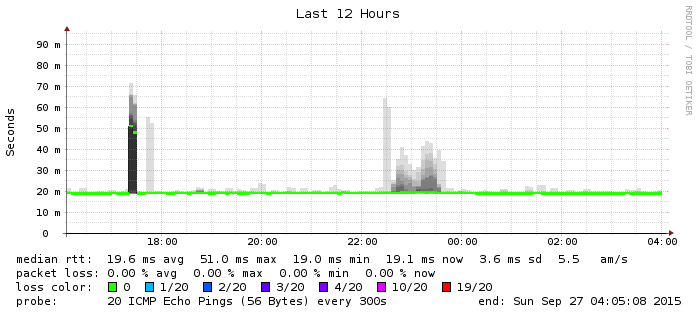 Last 12 Hours
RRDTOOL / TOBI OETIKER
Seconds
90 m
80 m
70 m
60 m
50 m
40 m
30 m
20 m
10 m
0
18:00 20:00 22:00 00:00 02:00 04:00
median rtt: 19.6 ms avg 51.0 ms max 19.0 ms min 19.1 ms now 3.6 ms sd 5.5 am/s
packet loss: 0.00 % avg 0.00 % max 0.00 % min 0.00 % now
loss color: 0 1/20 2/20 3/20 4/20 10/20 19/20
probe: 20 ICMP Echo Pings (56 Bytes) every 300s end: Sun Sep 27 04:05:08 2015